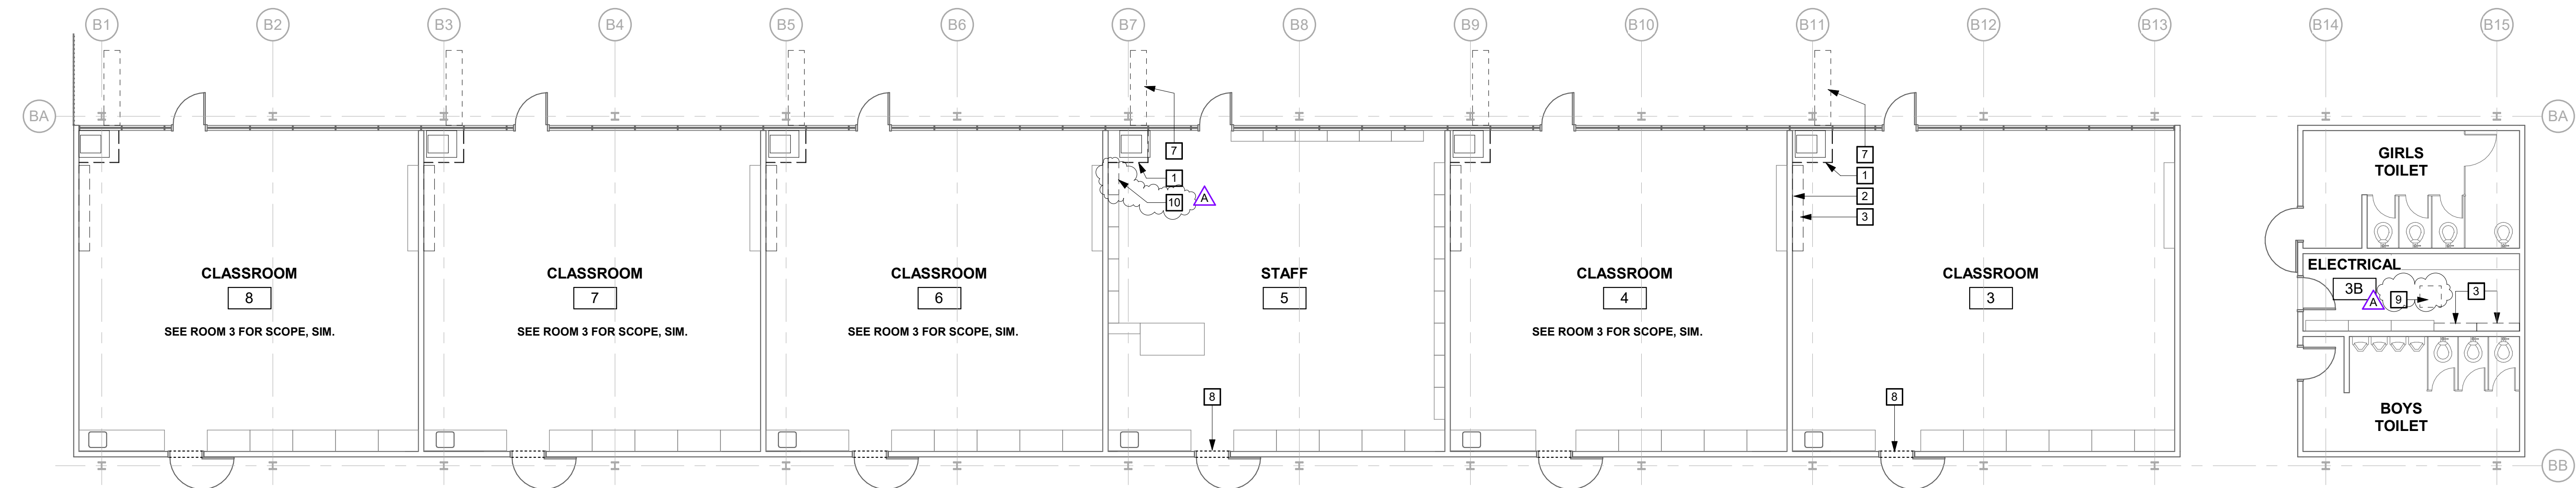 B1 B2 B3 B4 B5 B6 B7 B8 B9 B10 B11 B12 B13 B14 B15
BA BA
7
1
10
A
7
1
2
3
GIRLS
TOILET
ELECTRICAL
3B
A
9
3
CLASSROOM
8
SEE ROOM 3 FOR SCOPE, SIM.
CLASSROOM
7
SEE ROOM 3 FOR SCOPE, SIM.
CLASSROOM
6
SEE ROOM 3 FOR SCOPE, SIM.
STAFF
5
CLASSROOM
4
SEE ROOM 3 FOR SCOPE, SIM.
CLASSROOM
3
8
8
BOYS
TOILET
BB